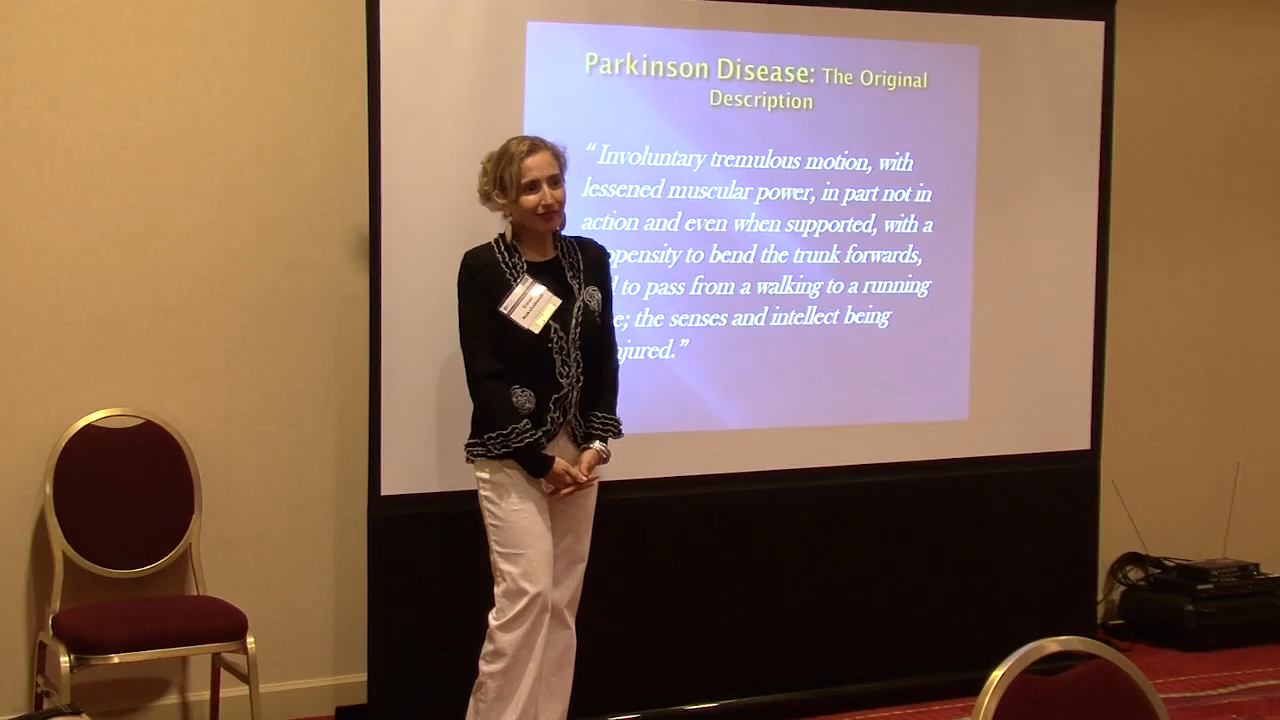 Parkinson Disease: The Original
Description
“ Involuntary tremulous motion, with
lessened muscular power, in part not in
action and even when supported, with a
opensity to bend the trunk forwards,
to pass from a walking to a running
e; the senses and intellect being
njured.”